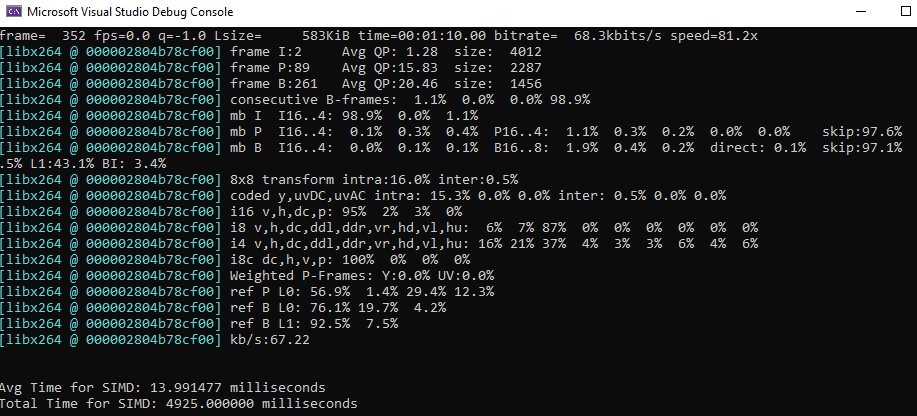 Microsoft Visual Studio Debug Console
frame=  352 fps=0.0 q=-1.0 Lsize=     583KiB time=00:01:10.00 bitrate=  68.3kbits/s speed=81.2x
[libx264 @ 000002804b78cf00] frame I:2     Avg QP: 1.28  size:  4012
[libx264 @ 000002804b78cf00] frame P:89    Avg QP:15.83  size:  2287
[libx264 @ 000002804b78cf00] frame B:261   Avg QP:20.46  size:  1456
[libx264 @ 000002804b78cf00] consecutive B-frames:  1.1%  0.0%  0.0% 98.9%
[libx264 @ 000002804b78cf00] mb I  I16..4: 98.9%  0.0%  1.1%
[libx264 @ 000002804b78cf00] mb P  I16..4:  0.1%  0.3%  0.4%  P16..4:  1.1%  0.3%  0.2%  0.0%  0.0%    skip:97.6%
[libx264 @ 000002804b78cf00] mb B  I16..4:  0.0%  0.1%  0.1%  B16..8:  1.9%  0.4%  0.2%  direct: 0.1%  skip:97.1%
.5% L1:43.1% BI: 3.4%
[libx264 @ 000002804b78cf00] 8x8 transform intra:16.0% inter:0.5%
[libx264 @ 000002804b78cf00] coded y,uvDC,uvAC intra: 15.3% 0.0% 0.0% inter: 0.5% 0.0% 0.0%
[libx264 @ 000002804b78cf00] i16 v,h,dc,p: 95%  2%  3%  0%
[libx264 @ 000002804b78cf00] i8 v,h,dc,ddl,ddr,vr,hd,vl,hu:  6%  7% 87%  0%  0%  0%  0%  0%  0%
[libx264 @ 000002804b78cf00] i4 v,h,dc,ddl,ddr,vr,hd,vl,hu: 16% 21% 37%  4%  3%  3%  6%  4%  6%
[libx264 @ 000002804b78cf00] i8c dc,h,v,p: 100%  0%  0%  0%
[libx264 @ 000002804b78cf00] Weighted P-Frames: Y:0.0% UV:0.0%
[libx264 @ 000002804b78cf00] ref P L0: 56.9%  1.4% 29.4% 12.3%
[libx264 @ 000002804b78cf00] ref B L0: 76.1% 19.7%  4.2%
[libx264 @ 000002804b78cf00] ref B L1: 92.5%  7.5%
[libx264 @ 000002804b78cf00] kb/s:67.22
Avg Time for SIMD: 13.991477 milliseconds
Total Time for SIMD: 4925.000000 milliseconds